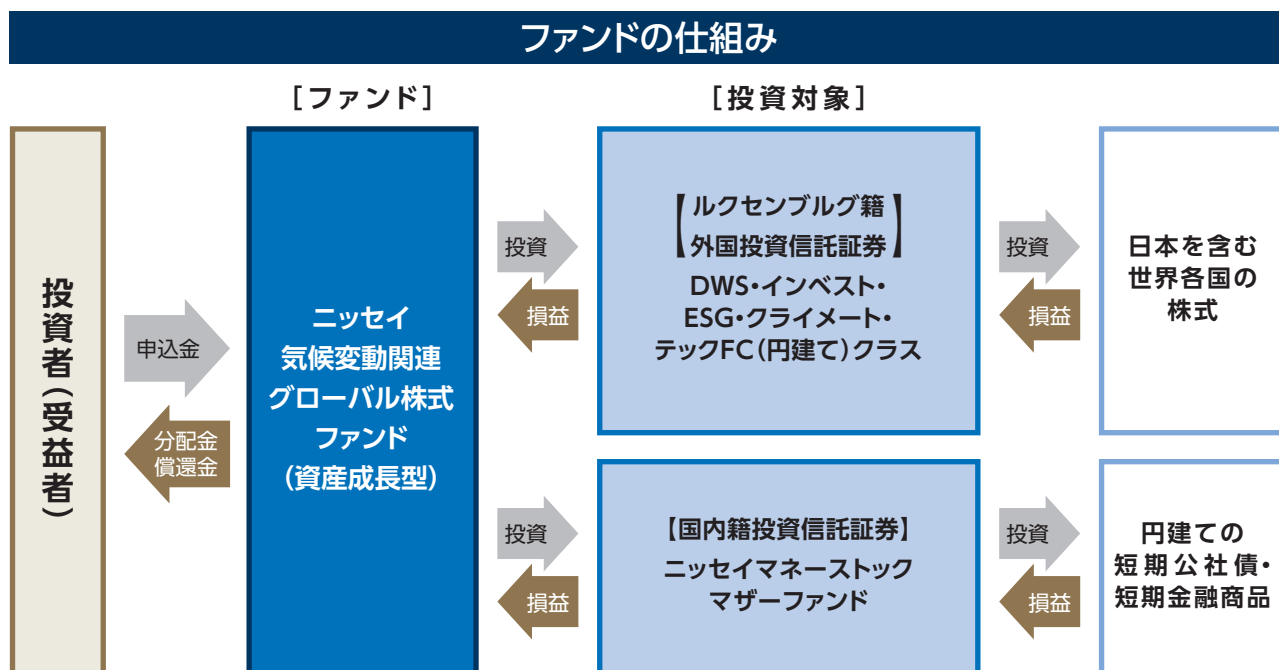 ファンドの仕組み
[ファンド]
[投資対象]
投資者(受益者)
申込金
分配金
償還金
ニッセイ
気候変動関連
グローバル株式
ファンド
(資産成長型)
投資
損益
【ルクセンブルグ籍
外国投資信託証券】
DWS・インベスト・
ESG・クライメート・
テックFC(円建て)クラス
投資
損益
日本を含む
世界各国の
株式
投資
損益
【国内籍投資信託証券】
ニッセイマネーストック
マザーファンド
投資
損益
円建ての
短期公社債・
短期金融商品